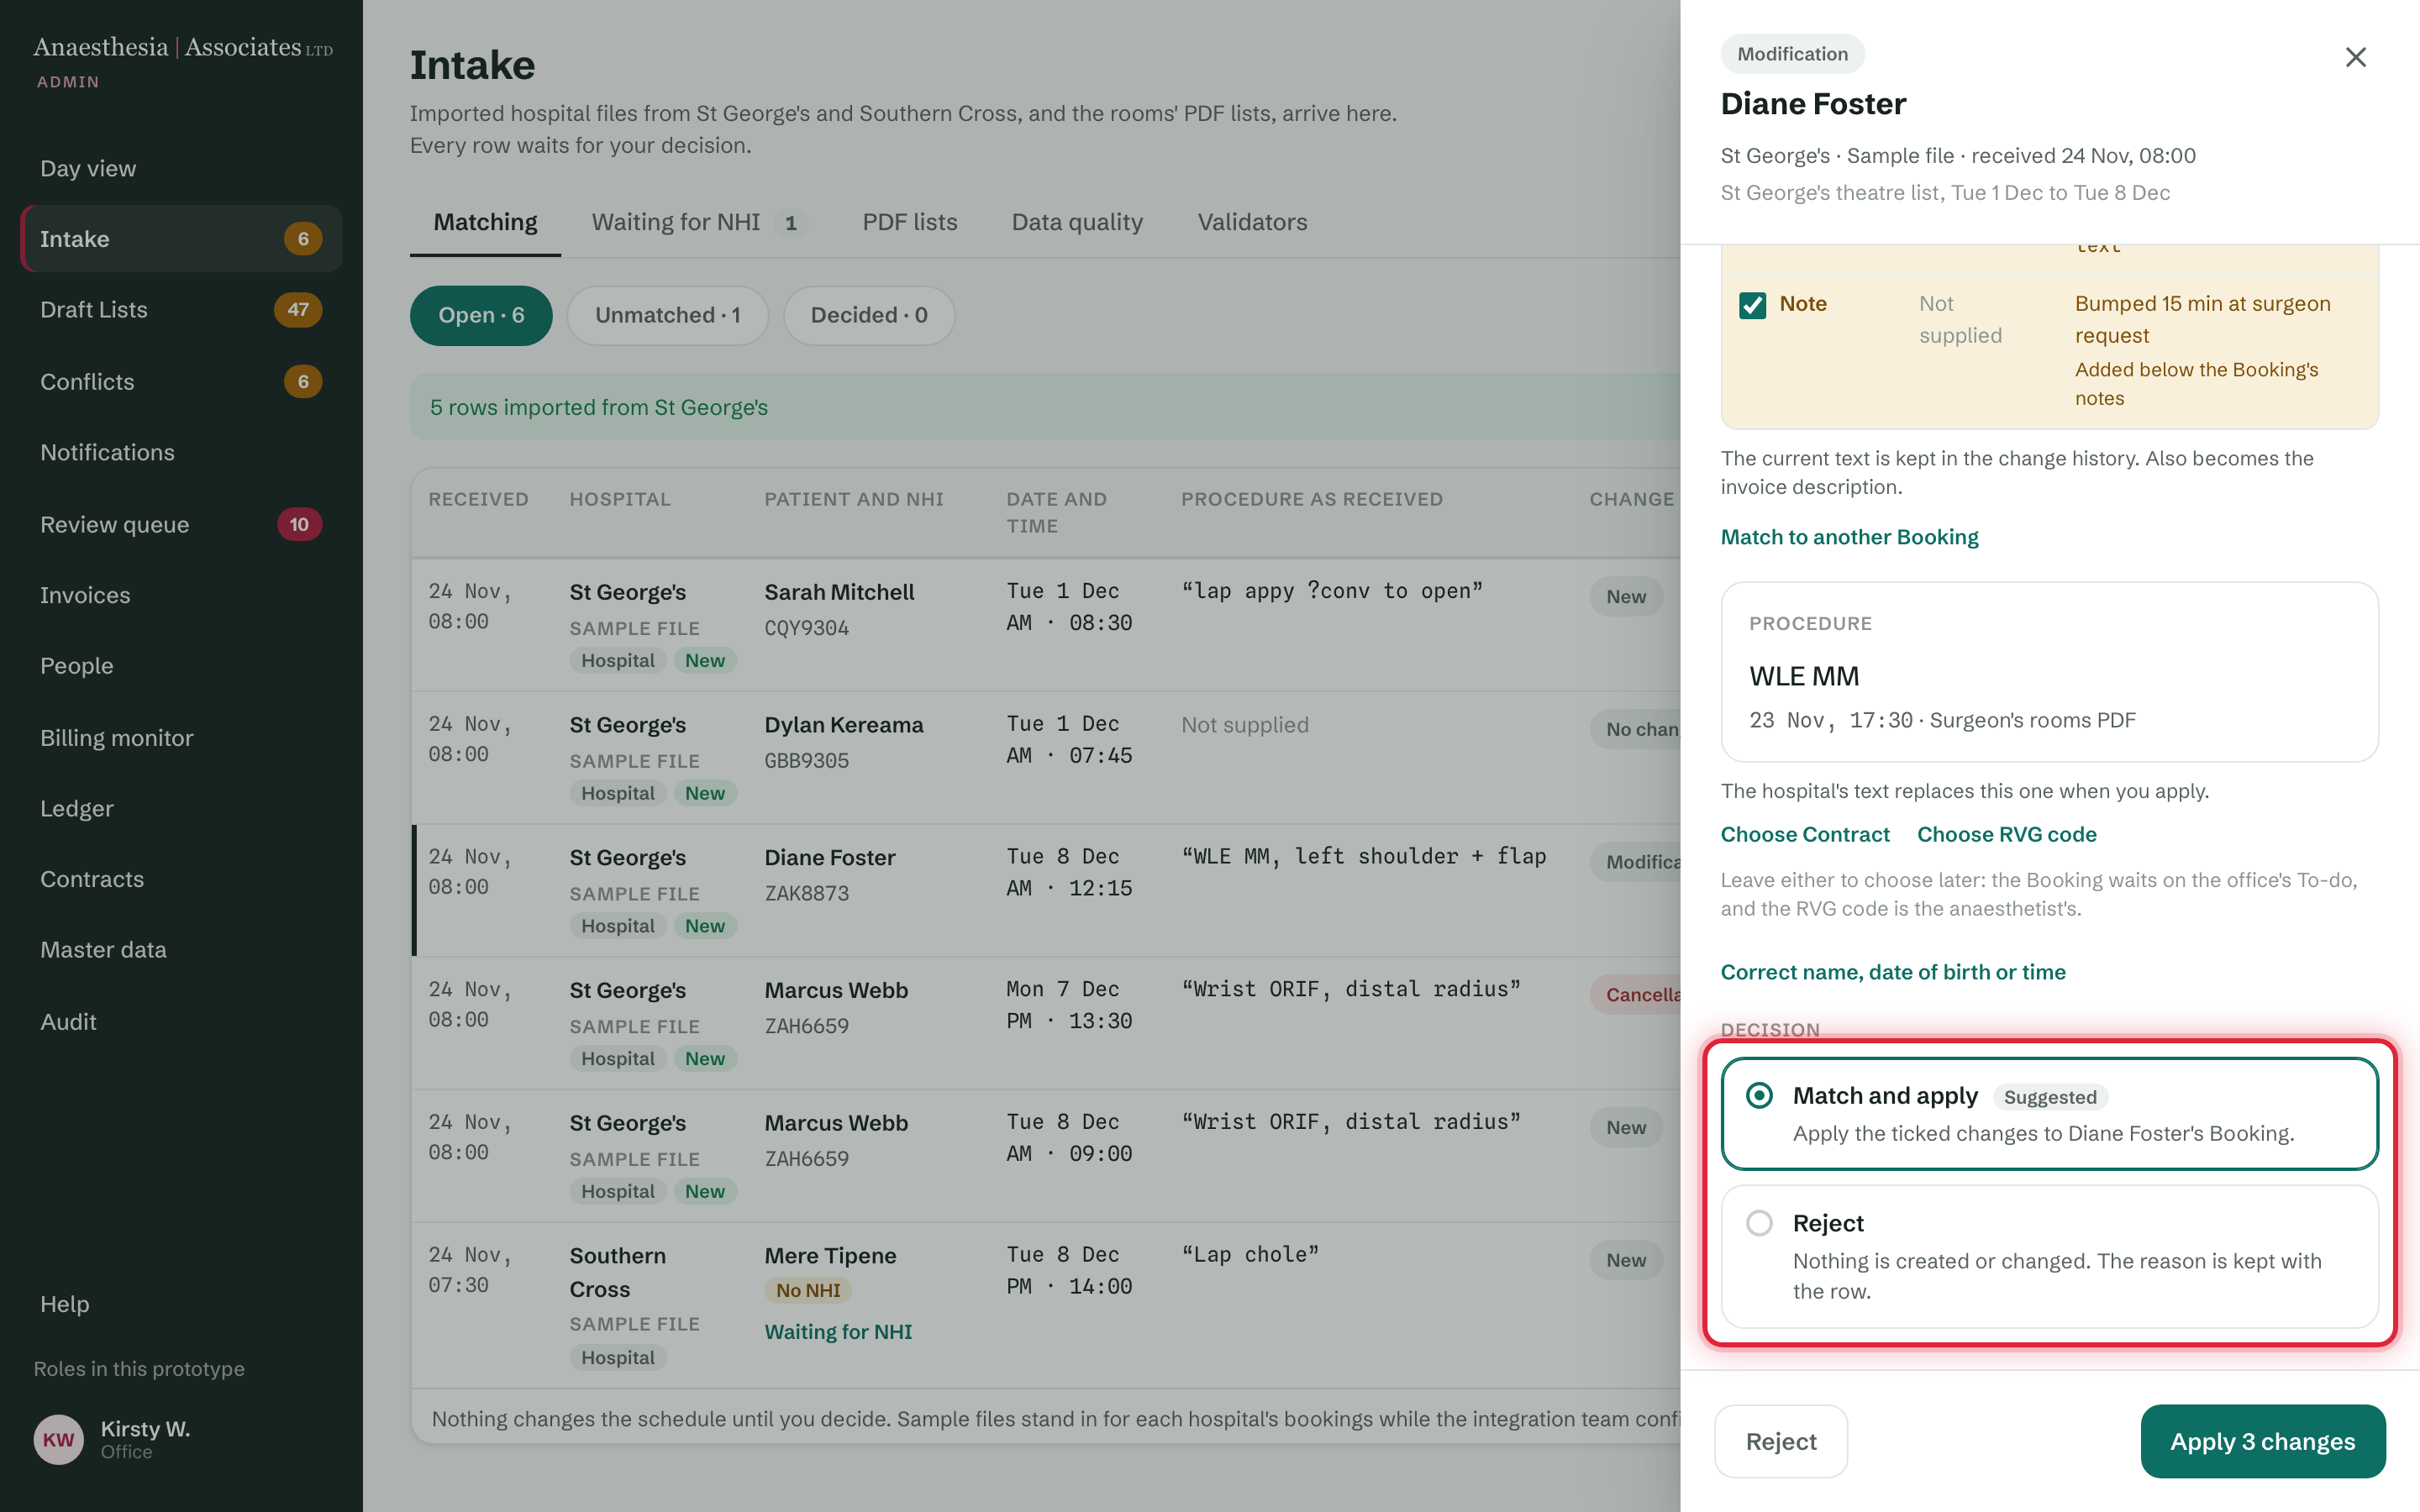 Anaesthesia | Associates LTD
ADMIN
Day view
Intake 6
Draft Lists 47
Conflicts 6
Notifications
Review queue 10
Invoices
People
Billing monitor
Ledger
Contracts
Master data
Audit
Help
Roles in this prototype
KW Kirsty W.
Office
Intake
Imported hospital files from St George's and Southern Cross, and the rooms' PDF lists, arrive here.
Every row waits for your decision.
Matching Waiting for NHI 1 PDF lists Data quality Validators
Open · 6 Unmatched · 1 Decided · 0
5 rows imported from St George's
RECEIVED HOSPITAL PATIENT AND NHI DATE AND TIME PROCEDURE AS RECEIVED CHANGE
24 Nov, 08:00 St George's Sarah Mitchell Tue 1 Dec “lap appy ?conv to open” New
SAMPLE FILE CQY9304 AM · 08:30
Hospital New
24 Nov, 08:00 St George's Dylan Kereama Tue 1 Dec Not supplied No chan
SAMPLE FILE GBB9305 AM · 07:45
Hospital New
24 Nov, 08:00 St George's Diane Foster Tue 8 Dec “WLE MM, left shoulder + flap Modifica
SAMPLE FILE ZAK8873 AM · 12:15
Hospital New
24 Nov, 08:00 St George's Marcus Webb Mon 7 Dec “Wrist ORIF, distal radius” Cancella
SAMPLE FILE ZAH6659 PM · 13:30
Hospital New
24 Nov, 08:00 St George's Marcus Webb Tue 8 Dec “Wrist ORIF, distal radius” New
SAMPLE FILE ZAH6659 AM · 09:00
Hospital New
24 Nov, 07:30 Southern Cross Mere Tipene Tue 8 Dec “Lap chole” New
No NHI PM · 14:00
SAMPLE FILE Waiting for NHI
Hospital
Nothing changes the schedule until you decide. Sample files stand in for each hospital's bookings while the integration team confi
Modification
Diane Foster
St George's · Sample file · received 24 Nov, 08:00
St George's theatre list, Tue 1 Dec to Tue 8 Dec
text
Note Not supplied Bumped 15 min at surgeon request
Added below the Booking's notes
The current text is kept in the change history. Also becomes the
invoice description.
Match to another Booking
PROCEDURE
WLE MM
23 Nov, 17:30 · Surgeon's rooms PDF
The hospital's text replaces this one when you apply.
Choose Contract Choose RVG code
Leave either to choose later: the Booking waits on the office's To-do,
and the RVG code is the anaesthetist's.
Correct name, date of birth or time
DECISION
Match and apply Suggested
Apply the ticked changes to Diane Foster's Booking.
Reject
Nothing is created or changed. The reason is kept with
the row.
Reject Apply 3 changes